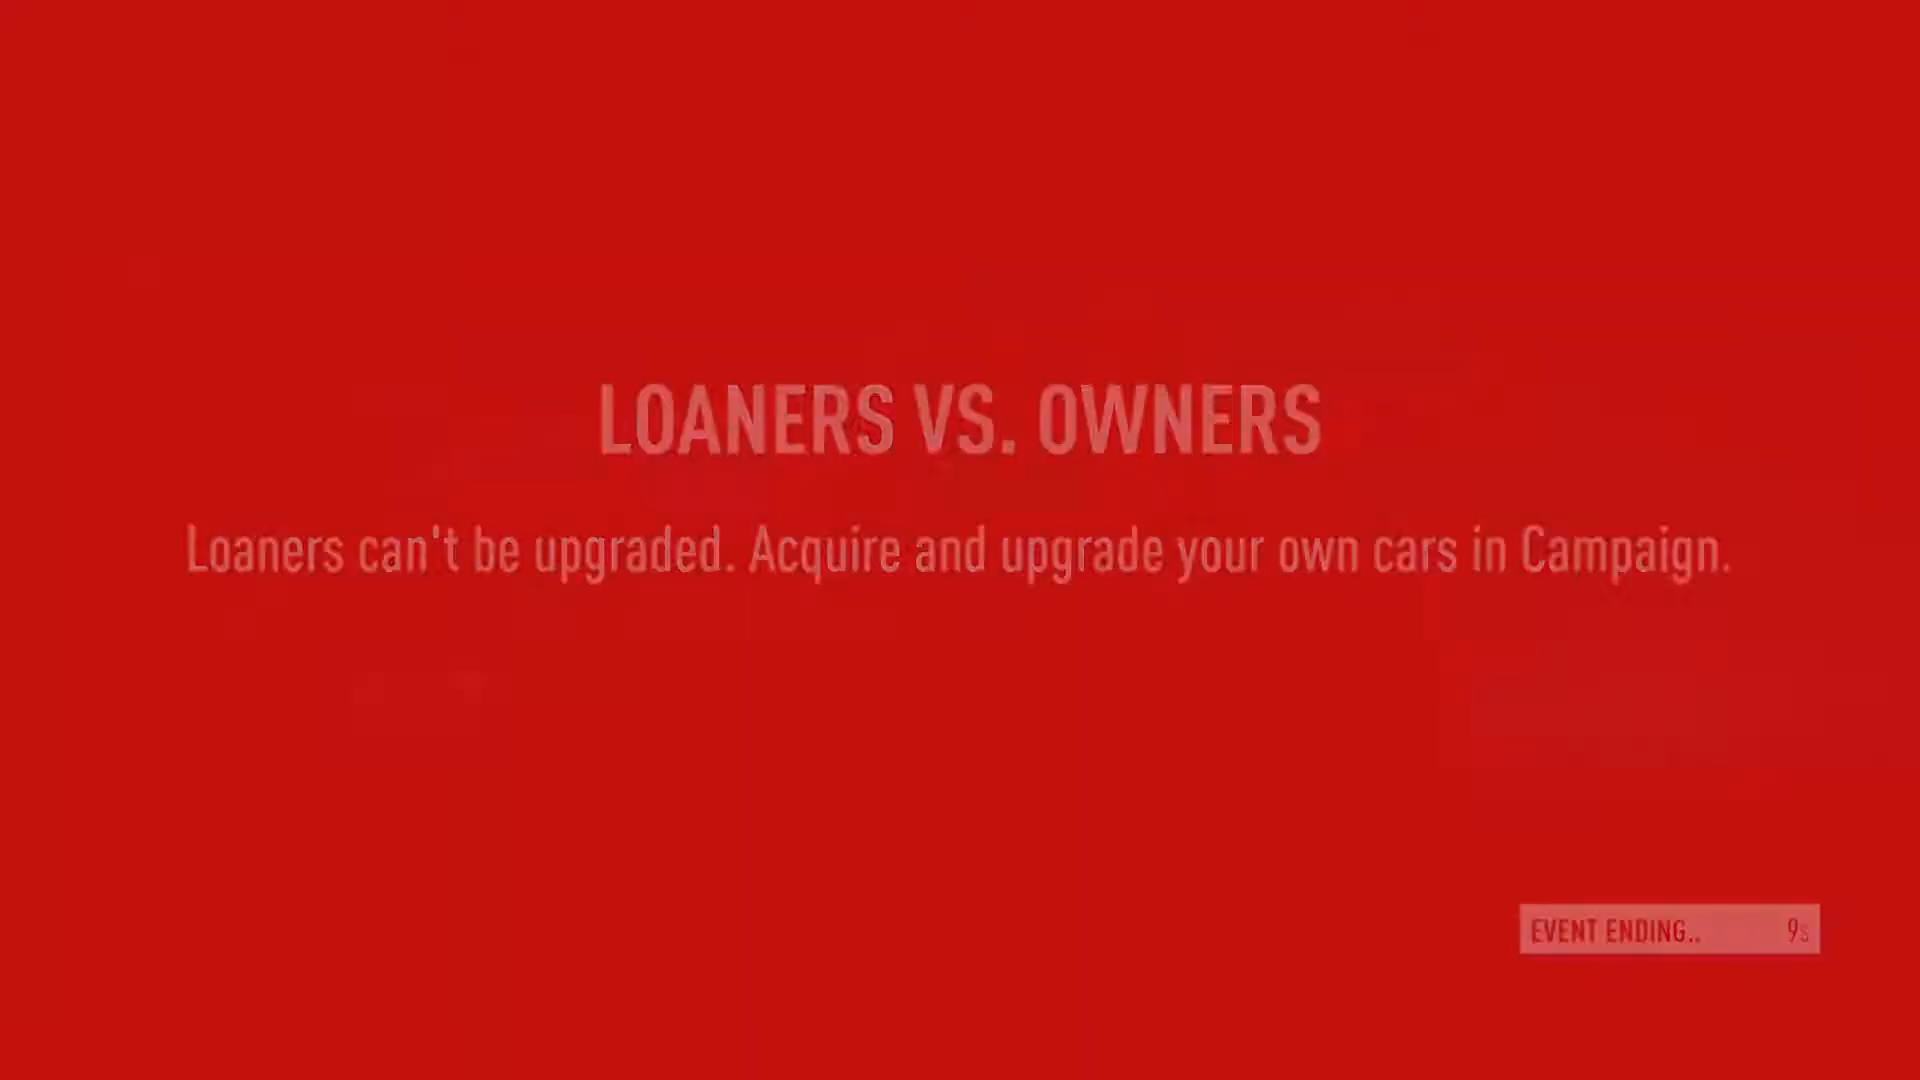 LOANERS VS. OWNERS
Loaners can't be upgraded. Acquire and upgrade your own cars in Campaign.
EVENT ENDING.. 9s